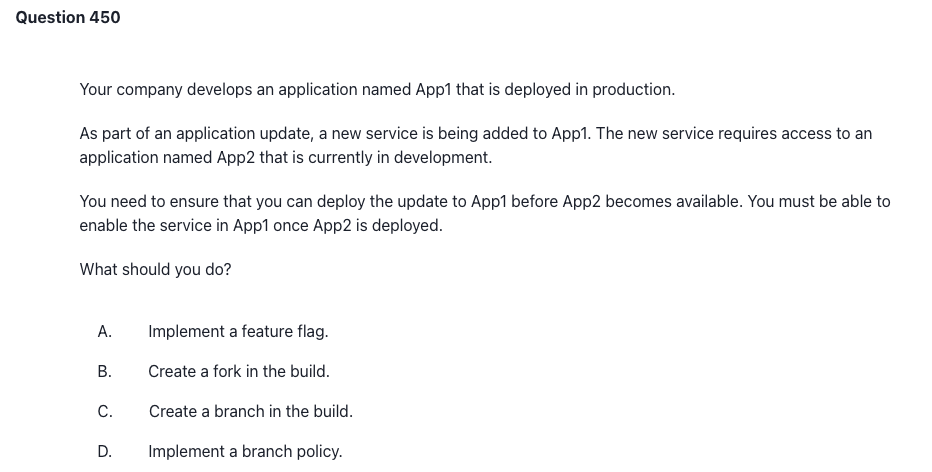 Question 450
Your company develops an application named App1 that is deployed in production.
As part of an application update, a new service is being added to App1. The new service requires access to an
application named App2 that is currently in development.
You need to ensure that you can deploy the update to App1 before App2 becomes available. You must be able to
enable the service in App1 once App2 is deployed.
What should you do?
A. Implement a feature flag.
B. Create a fork in the build.
C. Create a branch in the build.
D. Implement a branch policy.